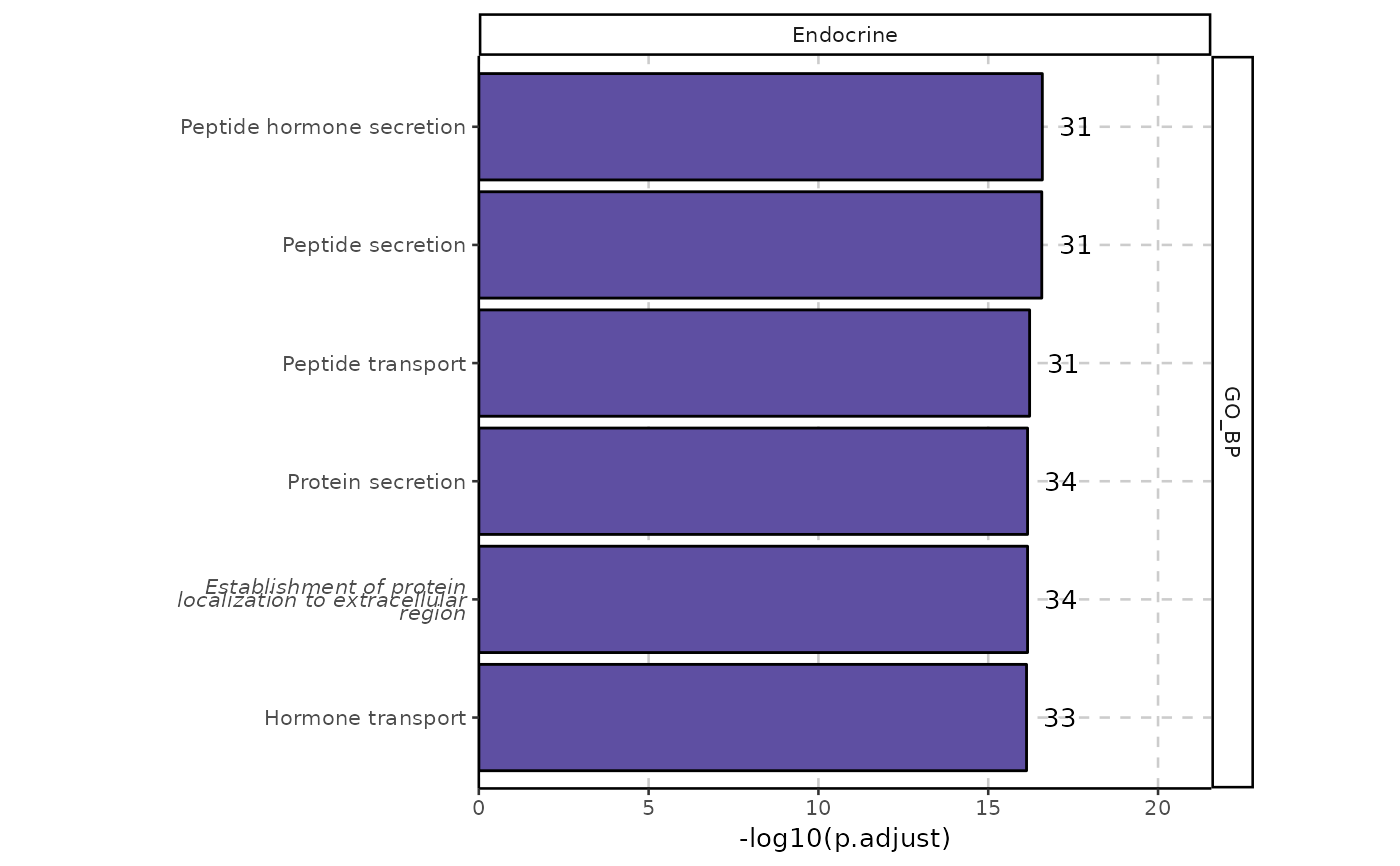 Endocrine
Peptide hormone secretion
31
Peptide secretion
31
Peptide transport
31
Protein secretion
34
Establishment of protein
localization to extracellular
region
34
Hormone transport
33
GO_BP
0 5 10 15 20
-log10(p.adjust)